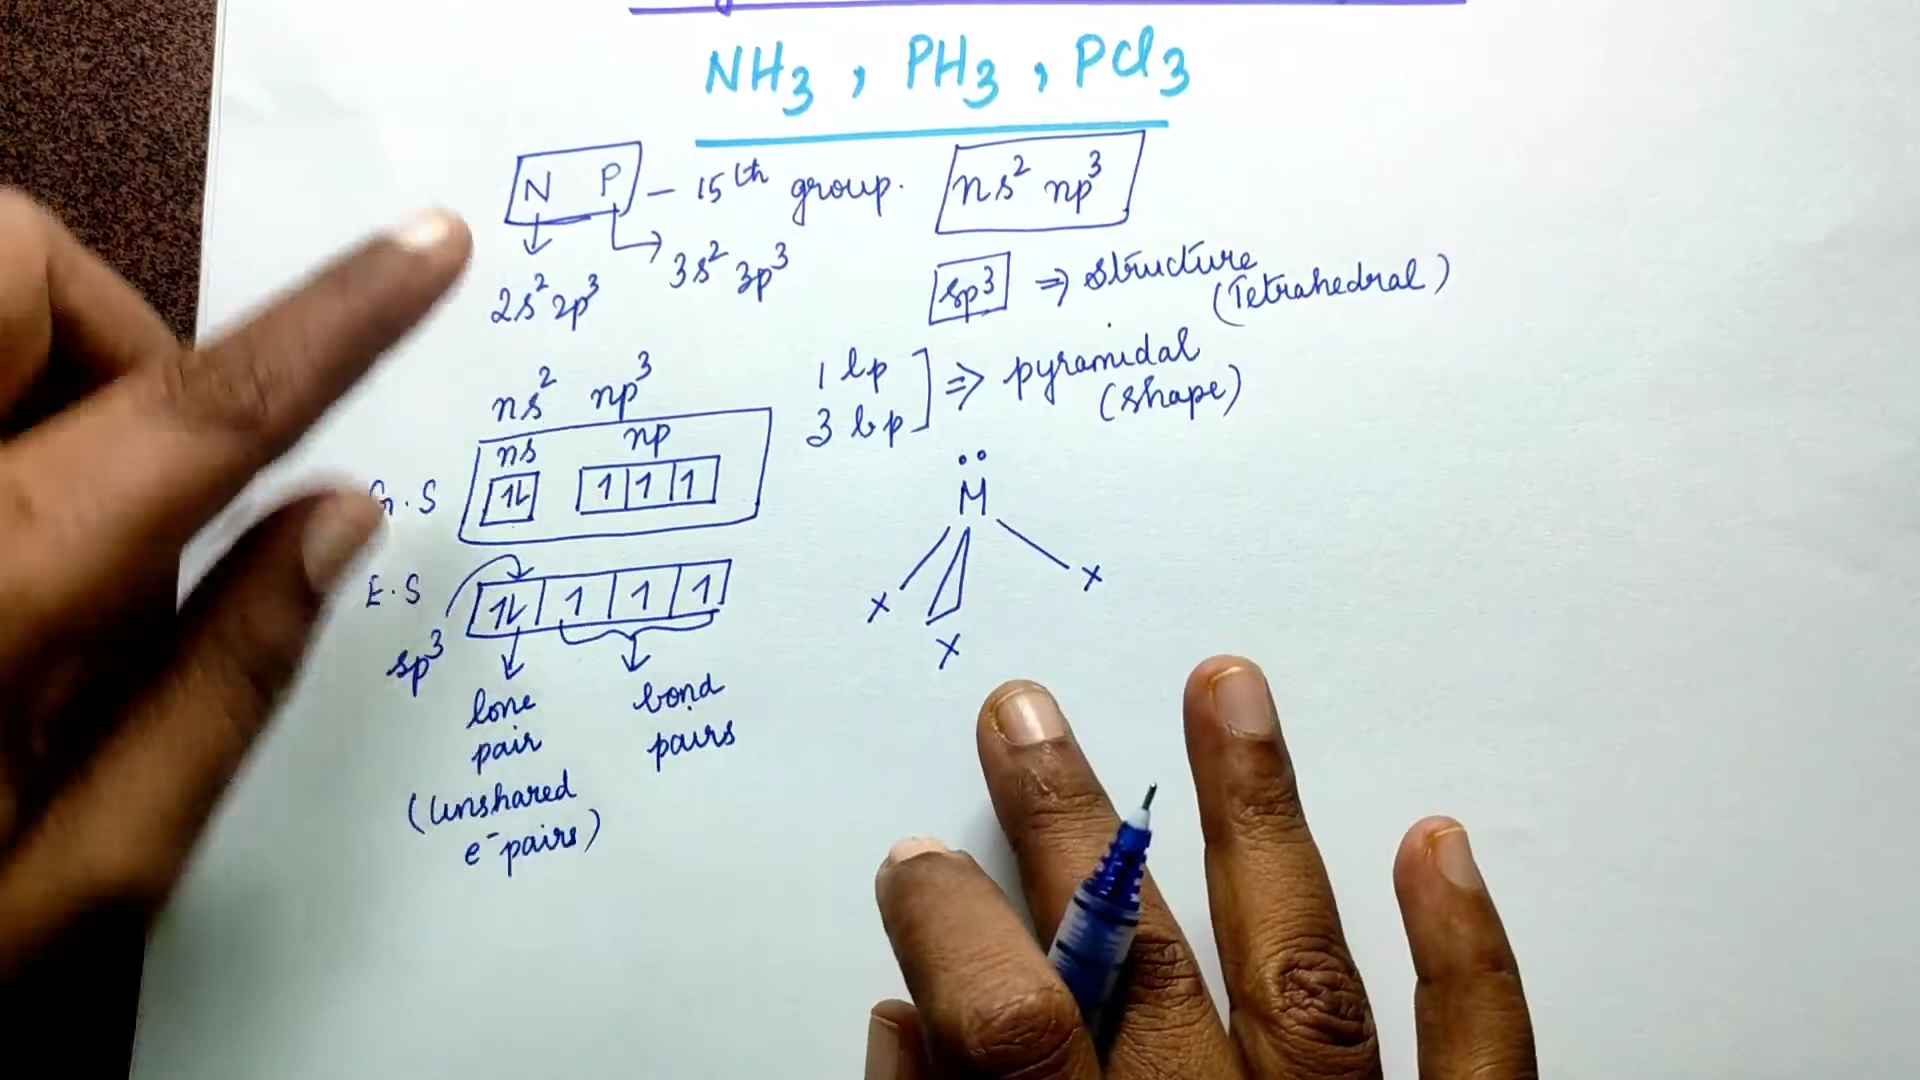 NH3 , PH3 , PCl3
N P – 15th group. ns² np³
2s² 2p³
3s² 3p³
sp³ ⇒ structure
(Tetrahedral)
ns² np³
1 lp
3 bp
⇒ pyramidal
(shape)
ns np
G.S 1L 1 1 1
E.S 1L 1 1 1
sp³
lone
pair
(unshared
e⁻pairs)
bond
pairs
M
X
X
X